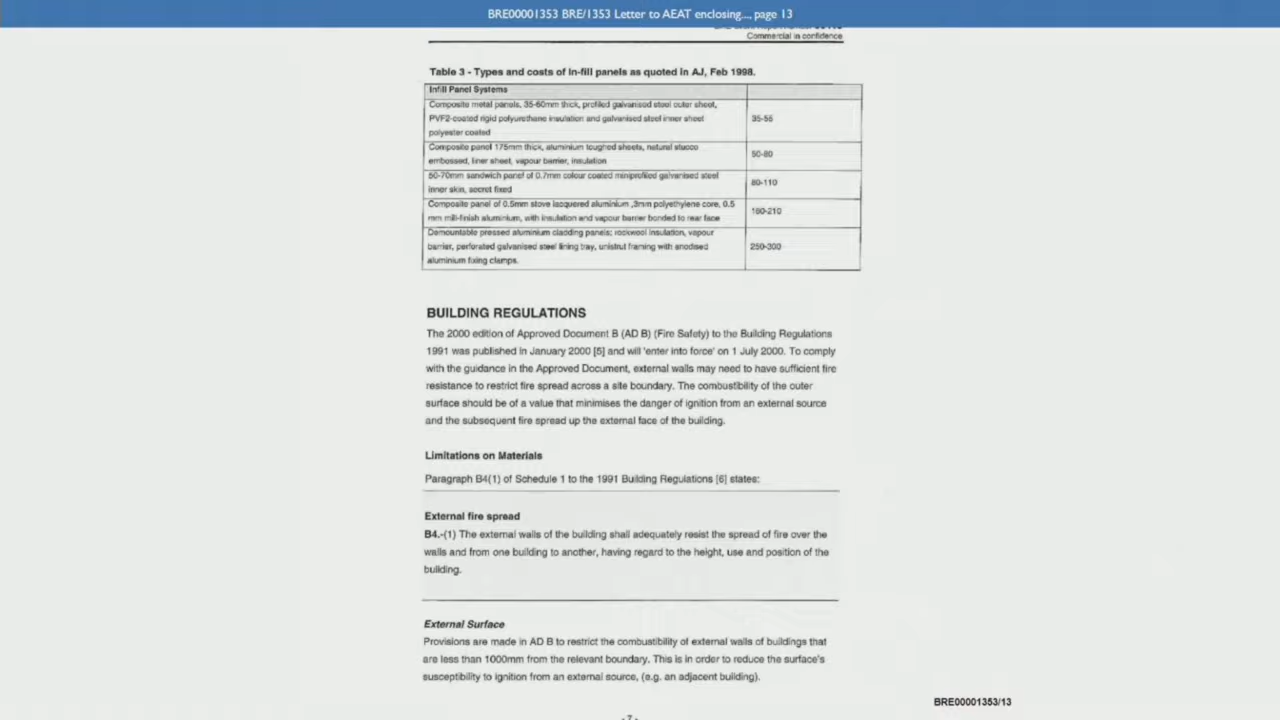 BRE00001353 BRE/1353 Letter to AEAT enclosing..., page 13
Commercial in confidence
Table 3 - Types and costs of in-fill panels as quoted in AJ, Feb 1998.
Infill Panel Systems
Composite metal panels, 35-60mm thick, profiled galvanised steel outer sheet,
PVF2-coated rigid polyurethane insulation and galvanised steel inner sheet
polyester coated
35-55
Composite panel 175mm thick, aluminium toughed sheets, natural stucco
embossed, liner sheet, vapour barrier, insulation
50-80
50-70mm sandwich panel of 0.7mm colour coated miniprofiled galvanised steel
inner skin, secret fixed
80-110
Composite panel of 0.5mm stove lacquered aluminium ,3mm polyethylene core, 0.5
mm mill-finish aluminium, with insulation and vapour barrier bonded to rear face
160-210
Demountable pressed aluminium cladding panels; rockwool insulation, vapour
barrier, perforated galvanised steel lining tray, unistrut framing with anodised
aluminium fixing clamps.
250-300
BUILDING REGULATIONS
The 2000 edition of Approved Document B (AD B) (Fire Safety) to the Building Regulations
1991 was published in January 2000 [5] and will 'enter into force' on 1 July 2000. To comply
with the guidance in the Approved Document, external walls may need to have sufficient fire
resistance to restrict fire spread across a site boundary. The combustibility of the outer
surface should be of a value that minimises the danger of ignition from an external source
and the subsequent fire spread up the external face of the building.
Limitations on Materials
Paragraph B4(1) of Schedule 1 to the 1991 Building Regulations [6] states:
External fire spread
B4.-(1) The external walls of the building shall adequately resist the spread of fire over the
walls and from one building to another, having regard to the height, use and position of the
building.
External Surface
Provisions are made in AD B to restrict the combustibility of external walls of buildings that
are less than 1000mm from the relevant boundary. This is in order to reduce the surface's
susceptibility to ignition from an external source, (e.g. an adjacent building).
BRE00001353/13
- 7 -